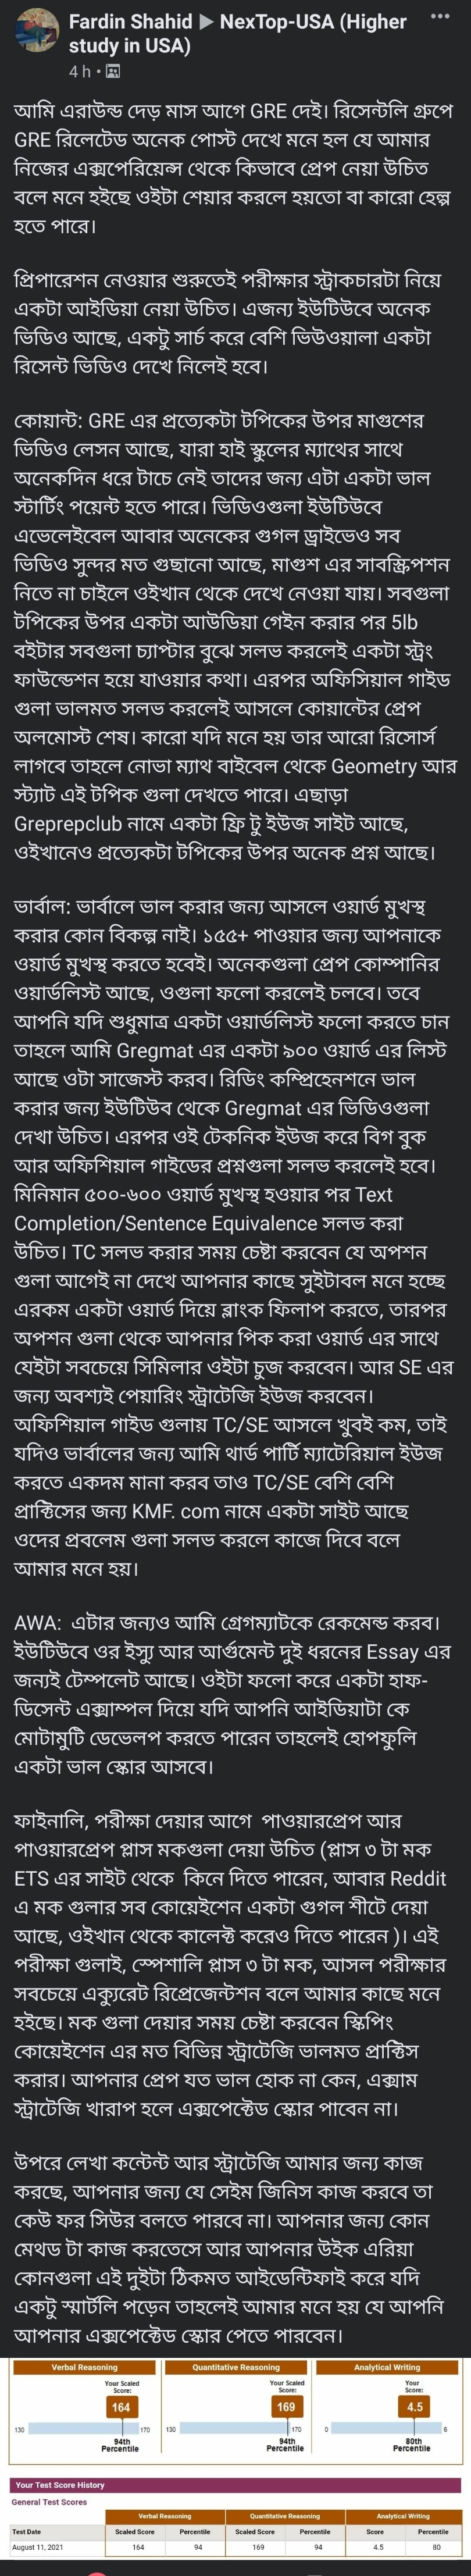 Fardin Shahid ▶ NexTop-USA (Higher
study in USA)
4 h •
আমি এরাউন্ড দেড় মাস আগে GRE দেই। রিসেন্টলি গ্রুপে
GRE রিলেটেড অনেক পোস্ট দেখে মনে হল যে আমার
নিজের এক্সপেরিয়েন্স থেকে কিভাবে প্রেপ নেয়া উচিত
বলে মনে হইছে ওইটা শেয়ার করলে হয়তো বা কারো হেল্প
হতে পারে।
প্রিপারেশন নেওয়ার শুরুতেই পরীক্ষার স্ট্রাকচারটা নিয়ে
একটা আইডিয়া নেয়া উচিত। এজন্য ইউটিউবে অনেক
ভিডিও আছে, একটু সার্চ করে বেশি ভিউওয়ালা একটা
রিসেন্ট ভিডিও দেখে নিলেই হবে।
কোয়ান্ট: GRE এর প্রত্যেকটা টপিকের উপর মাগুশের
ভিডিও লেসন আছে, যারা হাই স্কুলের ম্যাথের সাথে
অনেকদিন ধরে টাচে নেই তাদের জন্য এটা একটা ভাল
স্টার্টিং পয়েন্ট হতে পারে। ভিডিওগুলা ইউটিউবে
এভেলেইবেল আবার অনেকের গুগল ড্রাইভেও সব
ভিডিও সুন্দর মত গুছানো আছে, মাগুশ এর সাবস্ক্রিপশন
নিতে না চাইলে ওইখান থেকে দেখে নেওয়া যায়। সবগুলা
টপিকের উপর একটা আউডিয়া গেইন করার পর 5lb
বইটার সবগুলা চ্যাপ্টার বুঝে সলভ করলেই একটা স্ট্রং
ফাউন্ডেশন হয়ে যাওয়ার কথা। এরপর অফিসিয়াল গাইড
গুলা ভালমত সলভ করলেই আসলে কোয়ান্টের প্রেপ
অলমোস্ট শেষ। কারো যদি মনে হয় তার আরো রিসোর্স
লাগবে তাহলে নোভা ম্যাথ বাইবেল থেকে Geometry আর
স্ট্যাট এই টপিক গুলা দেখতে পারে। এছাড়া
Greprepclub নামে একটা ফ্রি টু ইউজ সাইট আছে,
ওইখানেও প্রত্যেকটা টপিকের উপর অনেক প্রশ্ন আছে।
ভার্বাল: ভার্বালে ভাল করার জন্য আসলে ওয়ার্ড মুখস্থ
করার কোন বিকল্প নাই। ১৫৫+ পাওয়ার জন্য আপনাকে
ওয়ার্ড মুখস্থ করতে হবেই। অনেকগুলা প্রেপ কোম্পানির
ওয়ার্ডলিস্ট আছে, ওগুলা ফলো করলেই চলবে। তবে
আপনি যদি শুধুমাত্র একটা ওয়ার্ডলিস্ট ফলো করতে চান
তাহলে আমি Gregmat এর একটা ৯০০ ওয়ার্ড এর লিস্ট
আছে ওটা সাজেস্ট করব। রিডিং কম্প্রিহেনশনে ভাল
করার জন্য ইউটিউব থেকে Gregmat এর ভিডিওগুলা
দেখা উচিত। এরপর ওই টেকনিক ইউজ করে বিগ বুক
আর অফিশিয়াল গাইডের প্রশ্নগুলা সলভ করলেই হবে।
মিনিমান ৫০০-৬০০ ওয়ার্ড মুখস্থ হওয়ার পর Text
Completion/Sentence Equivalence সলভ করা
উচিত। TC সলভ করার সময় চেষ্টা করবেন যে অপশন
গুলা আগেই না দেখে আপনার কাছে সুইটাবল মনে হচ্ছে
এরকম একটা ওয়ার্ড দিয়ে ব্লাংক ফিলাপ করতে, তারপর
অপশন গুলা থেকে আপনার পিক করা ওয়ার্ড এর সাথে
যেইটা সবচেয়ে সিমিলার ওইটা চুজ করবেন। আর SE এর
জন্য অবশ্যই পেয়ারিং স্ট্রাটেজি ইউজ করবেন।
অফিশিয়াল গাইড গুলায় TC/SE আসলে খুবই কম, তাই
যদিও ভার্বালের জন্য আমি থার্ড পার্টি ম্যাটেরিয়াল ইউজ
করতে একদম মানা করব তাও TC/SE বেশি বেশি
প্রাক্টিসের জন্য KMF. com নামে একটা সাইট আছে
ওদের প্রবলেম গুলা সলভ করলে কাজে দিবে বলে
আমার মনে হয়।
AWA: এটার জন্যও আমি গ্রেগম্যাটকে রেকমেন্ড করব।
ইউটিউবে ওর ইস্যু আর আর্গুমেন্ট দুই ধরনের Essay এর
জন্যই টেম্পলেট আছে। ওইটা ফলো করে একটা হাফ-
ডিসেন্ট এক্সাম্পল দিয়ে যদি আপনি আইডিয়াটা কে
মোটামুটি ডেভেলপ করতে পারেন তাহলেই হোপফুলি
একটা ভাল স্কোর আসবে।
ফাইনালি, পরীক্ষা দেয়ার আগে পাওয়ারপ্রেপ আর
পাওয়ারপ্রেপ প্লাস মকগুলা দেয়া উচিত (প্লাস ৩ টা মক
ETS এর সাইট থেকে কিনে দিতে পারেন, আবার Reddit
এ মক গুলার সব কোয়েইশেন একটা গুগল শীটে দেয়া
আছে, ওইখান থেকে কালেক্ট করেও দিতে পারেন )। এই
পরীক্ষা গুলাই, স্পেশালি প্লাস ৩ টা মক, আসল পরীক্ষার
সবচেয়ে এক্যুরেট রিপ্রেজেন্টশন বলে আমার কাছে মনে
হইছে। মক গুলা দেয়ার সময় চেষ্টা করবেন স্কিপিং
কোয়েইশেন এর মত বিভিন্ন স্ট্রাটেজি ভালমত প্রাক্টিস
করার। আপনার প্রেপ যত ভাল হোক না কেন, এক্সাম
স্ট্রাটেজি খারাপ হলে এক্সপেক্টেড স্কোর পাবেন না।
উপরে লেখা কন্টেন্ট আর স্ট্রাটেজি আমার জন্য কাজ
করছে, আপনার জন্য যে সেইম জিনিস কাজ করবে তা
কেউ ফর সিউর বলতে পারবে না। আপনার জন্য কোন
মেথড টা কাজ করতেসে আর আপনার উইক এরিয়া
কোনগুলা এই দুইটা ঠিকমত আইডেন্টিফাই করে যদি
একটু স্মার্টলি পড়েন তাহলেই আমার মনে হয় যে আপনি
আপনার এক্সপেক্টেড স্কোর পেতে পারবেন।
Verbal Reasoning Quantitative Reasoning Analytical Writing
Your Scaled Score: Your Scaled Score: Your Score:
164 169 4.5
130 170 130 170 0 6
94th Percentile 94th Percentile 80th Percentile
Your Test Score History
General Test Scores
Verbal Reasoning Quantitative Reasoning Analytical Writing
Test Date Scaled Score Percentile Scaled Score Percentile Score Percentile
August 11, 2021 164 94 169 94 4.5 80